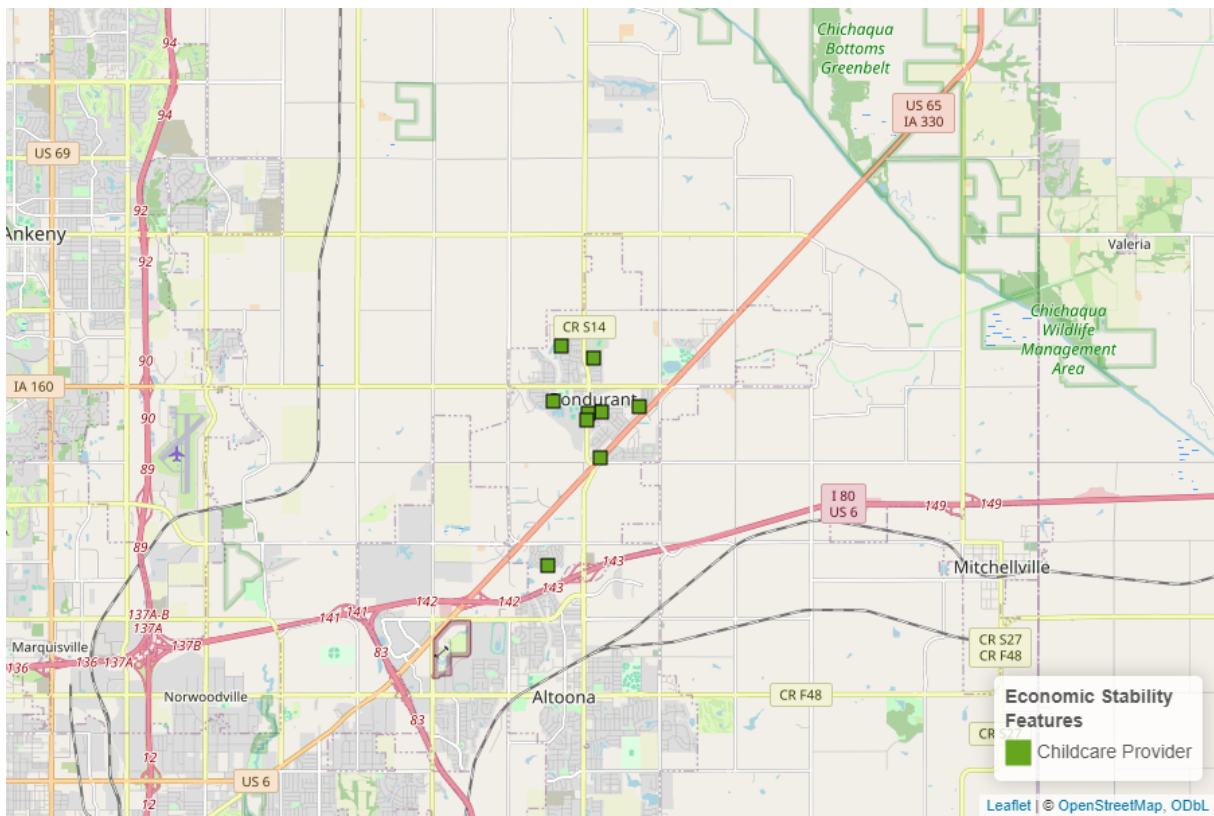 94
Chichaqua
Bottoms
Greenbelt
94
US 65
IA 330
US 69
92
Ankeny
92
Valeria
Chichaqua
Wildlife
Management
Area
CR S14
90
IA 160
90
89
I 80
US 6
149
149
89
143
143
Mitchellville
142
142
137A-B
137A
141
141
137B
Marquisville
136
136
137A
83
CR S27
CR F48
Norwoodville
Altoona
CR F48
83
12
US 6
12
Economic Stability
Features
Childcare Provider
Leaflet | © OpenStreetMap, ODbL